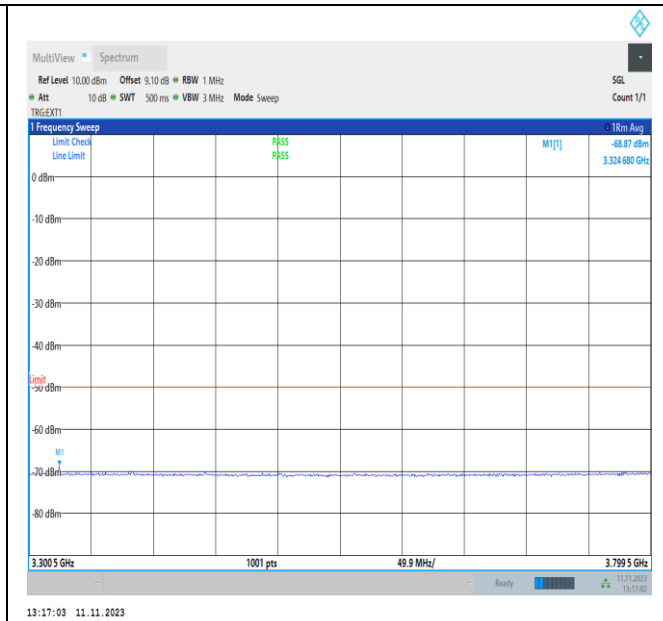 MultiView Spectrum
Ref Level 10.00 dBm Offset 9.10 dB RBW 1 MHz SGL
Att 10 dB SWT 500 ms VBW 3 MHz Mode Sweep Count 1/1
TRG:EXT1
1 Frequency Sweep 1Rm Avg
Limit Check PASS M1[1] -68.87 dBm
Line Limit PASS 3.324 680 GHz
0 dBm
-10 dBm
-20 dBm
-30 dBm
-40 dBm
Limit
-50 dBm
-60 dBm
M1
-70 dBm
-80 dBm
3.300 5 GHz 1001 pts 49.9 MHz/ 3.799 5 GHz
Ready 11.11.2023
13:17:02
13:17:03 11.11.2023